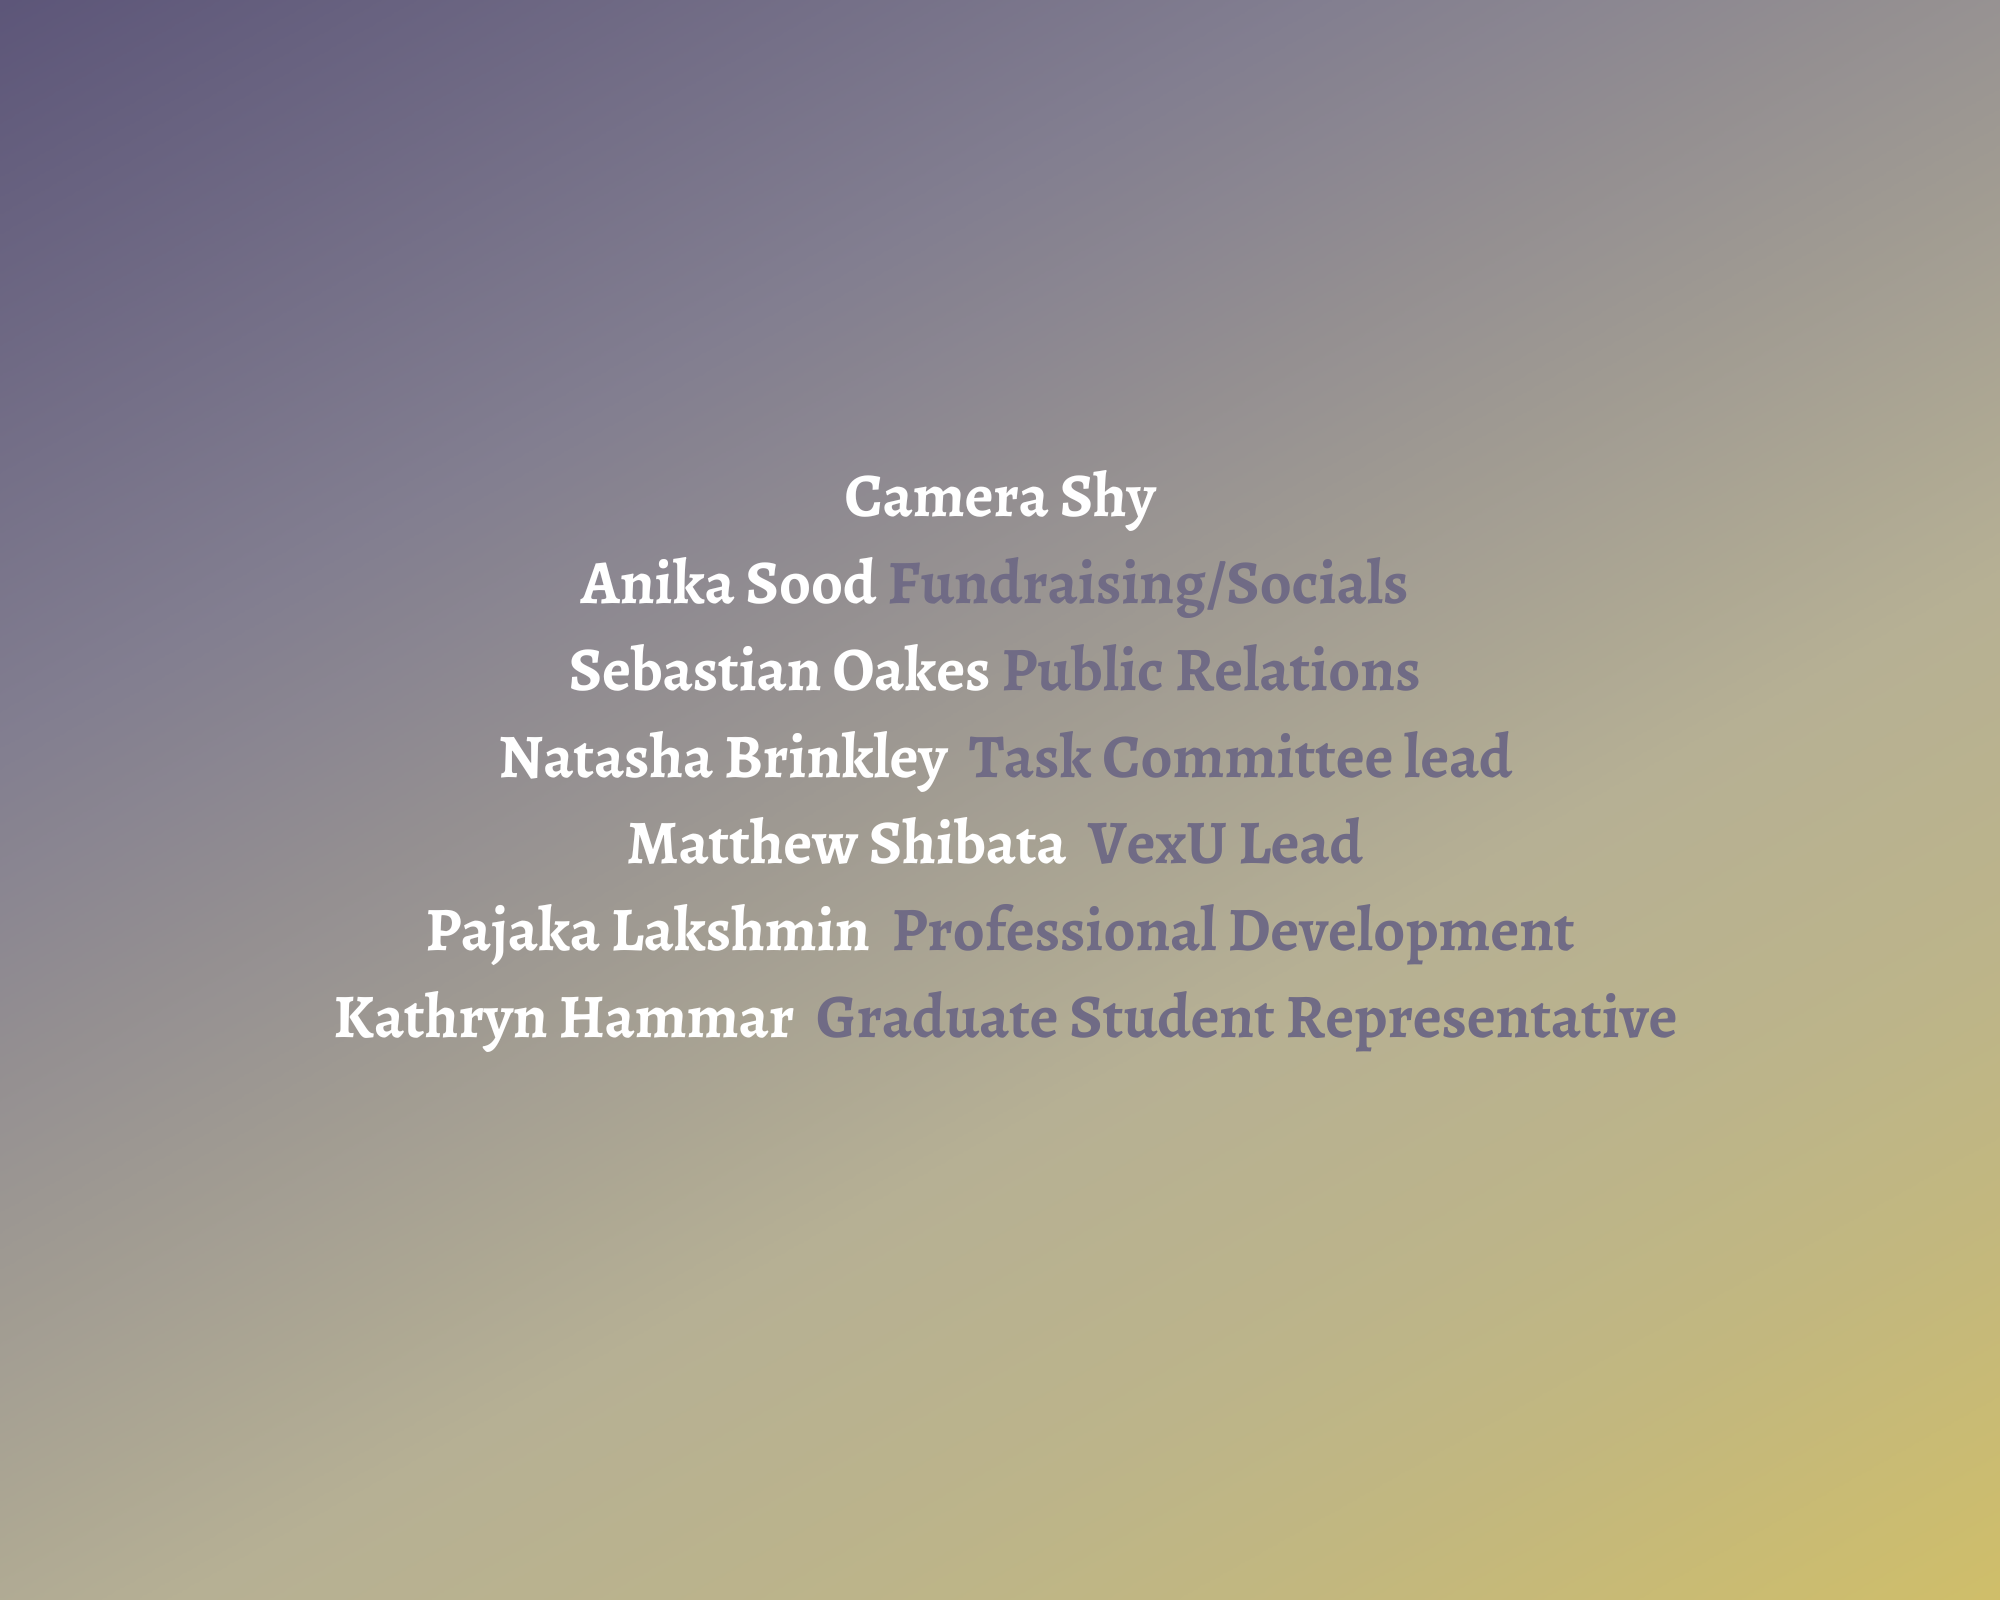 Camera Shy
Anika Sood Fundraising/Socials
Sebastian Oakes Public Relations
Natasha Brinkley Task Committee lead
Matthew Shibata VexU Lead
Pajaka Lakshmin Professional Development
Kathryn Hammar Graduate Student Representative